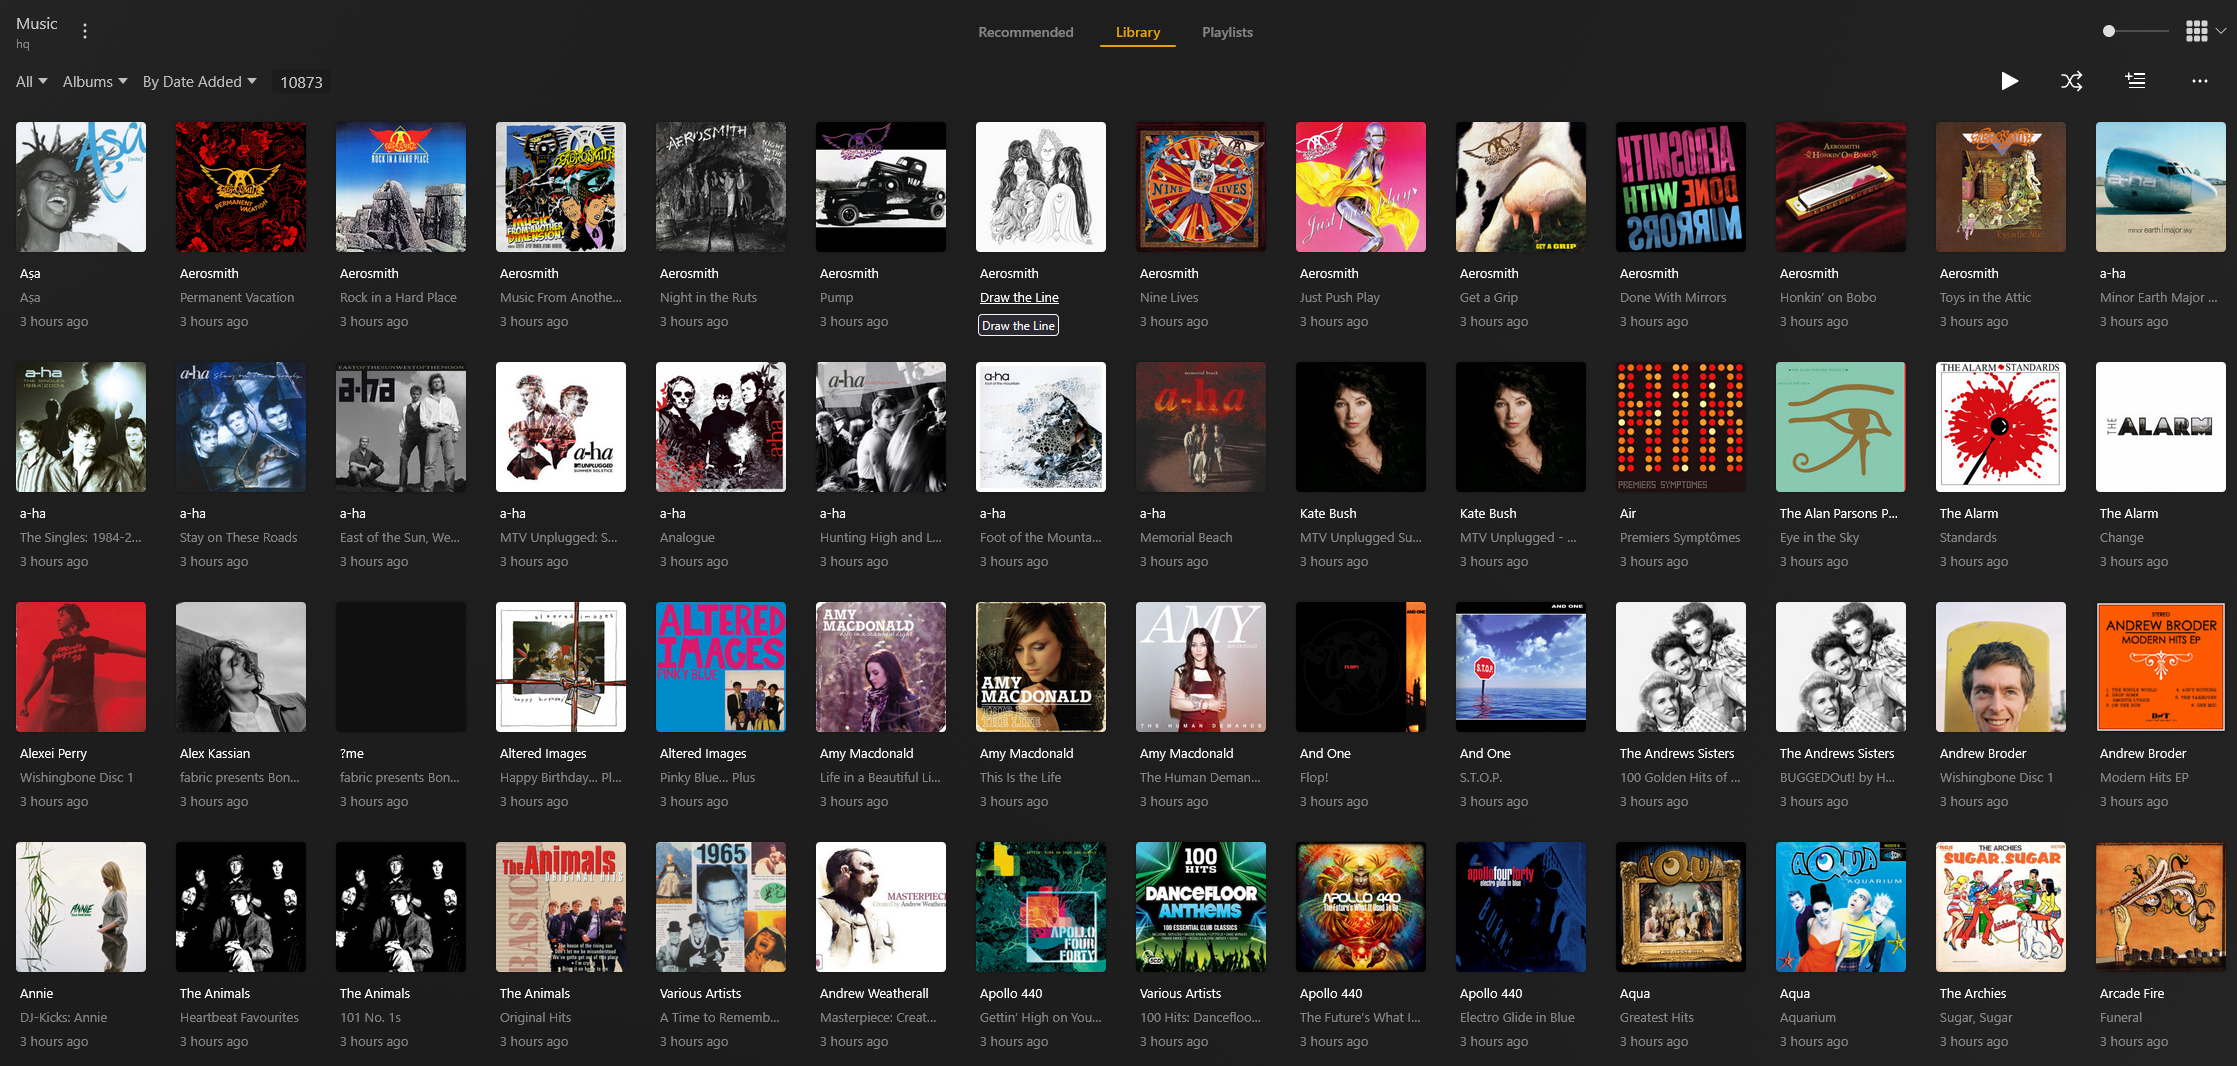 Music
hq
Recommended
Library
Playlists
All
Albums
By Date Added
10873
Aṣa
Aṣa
3 hours ago
Aerosmith
Permanent Vacation
3 hours ago
Aerosmith
Rock in a Hard Place
3 hours ago
Aerosmith
Music From Anothe...
3 hours ago
Aerosmith
Night in the Ruts
3 hours ago
Aerosmith
Pump
3 hours ago
Aerosmith
Draw the Line
Draw the Line
Aerosmith
Nine Lives
3 hours ago
Aerosmith
Just Push Play
3 hours ago
Aerosmith
Get a Grip
3 hours ago
Aerosmith
Done With Mirrors
3 hours ago
Aerosmith
Honkin' on Bobo
3 hours ago
Aerosmith
Toys in the Attic
3 hours ago
a-ha
Minor Earth Major ...
3 hours ago
a-ha
The Singles: 1984-2...
3 hours ago
a-ha
Stay on These Roads
3 hours ago
a-ha
East of the Sun, We...
3 hours ago
a-ha
MTV Unplugged: S...
3 hours ago
a-ha
Analogue
3 hours ago
a-ha
Hunting High and L...
3 hours ago
a-ha
Foot of the Mounta...
3 hours ago
a-ha
Memorial Beach
3 hours ago
Kate Bush
MTV Unplugged Su...
3 hours ago
Kate Bush
MTV Unplugged - ...
3 hours ago
Air
Premiers Symptômes
3 hours ago
The Alan Parsons P...
Eye in the Sky
3 hours ago
The Alarm
Standards
3 hours ago
The Alarm
Change
3 hours ago
Alexei Perry
Wishingbone Disc 1
3 hours ago
Alex Kassian
fabric presents Bon...
3 hours ago
?me
fabric presents Bon...
3 hours ago
Altered Images
Happy Birthday... Pl...
3 hours ago
Altered Images
Pinky Blue... Plus
3 hours ago
Amy Macdonald
Life in a Beautiful Li...
3 hours ago
Amy Macdonald
This Is the Life
3 hours ago
Amy Macdonald
The Human Deman...
3 hours ago
And One
Flop!
3 hours ago
And One
S.T.O.P.
3 hours ago
The Andrews Sisters
100 Golden Hits of ...
3 hours ago
The Andrews Sisters
BUGGEDOut! by H...
3 hours ago
Andrew Broder
Wishingbone Disc 1
3 hours ago
Andrew Broder
Modern Hits EP
3 hours ago
Annie
DJ-Kicks: Annie
3 hours ago
The Animals
Heartbeat Favourites
3 hours ago
The Animals
101 No. 1s
3 hours ago
The Animals
Original Hits
3 hours ago
Various Artists
A Time to Rememb...
3 hours ago
Andrew Weatherall
Masterpiece: Creat...
3 hours ago
Apollo 440
Gettin' High on You...
3 hours ago
Various Artists
100 Hits: Dancefloo...
3 hours ago
Apollo 440
The Future's What I...
3 hours ago
Apollo 440
Electro Glide in Blue
3 hours ago
Aqua
Greatest Hits
3 hours ago
Aqua
Aquarium
3 hours ago
The Archies
Sugar, Sugar
3 hours ago
Arcade Fire
Funeral
3 hours ago